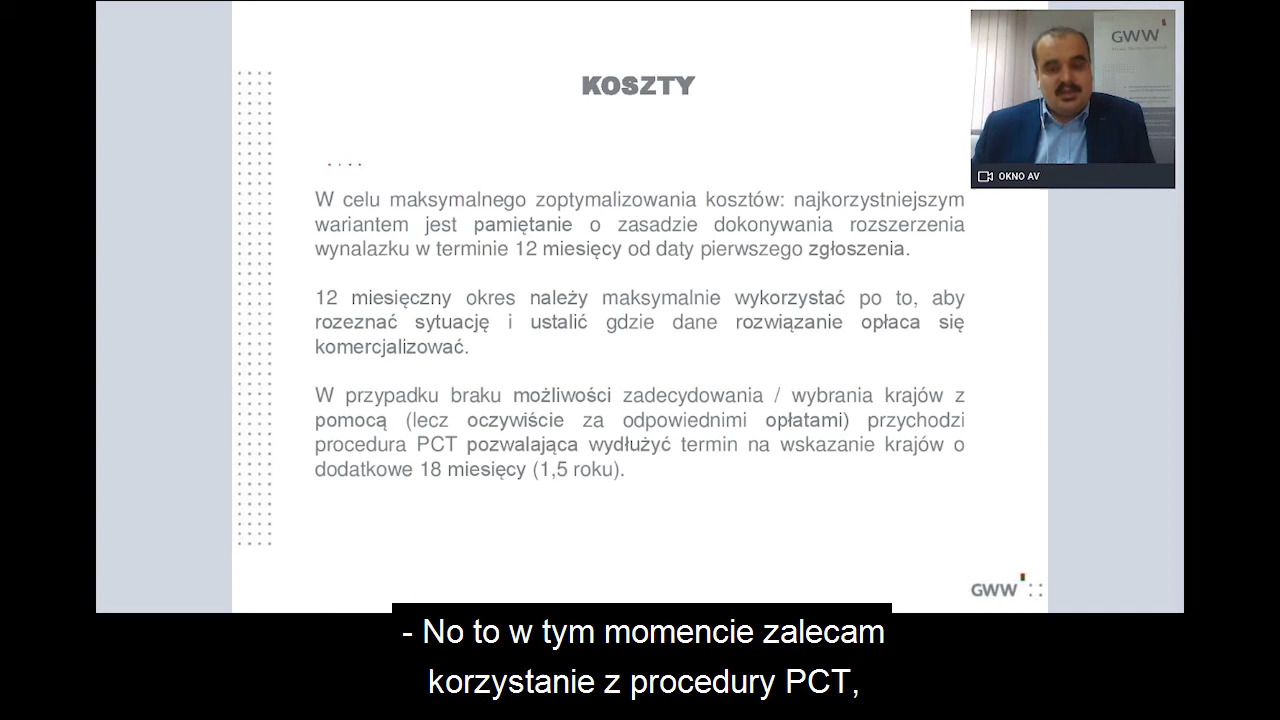 KOSZTY
GWW
OKNO AV
W celu maksymalnego zoptymalizowania kosztów: najkorzystniejszym
wariantem jest pamiętanie o zasadzie dokonywania rozszerzenia
wynalazku w terminie 12 miesięcy od daty pierwszego zgłoszenia.
12 miesięczny okres należy maksymalnie wykorzystać po to, aby
rozeznać sytuację i ustalić gdzie dane rozwiązanie opłaca się
komercjalizować.
W przypadku braku możliwości zadecydowania / wybrania krajów z
pomocą (lecz oczywiście za odpowiednimi opłatami) przychodzi
procedura PCT pozwalająca wydłużyć termin na wskazanie krajów o
dodatkowe 18 miesięcy (1,5 roku).
GWW
- No to w tym momencie zalecam
korzystanie z procedury PCT,